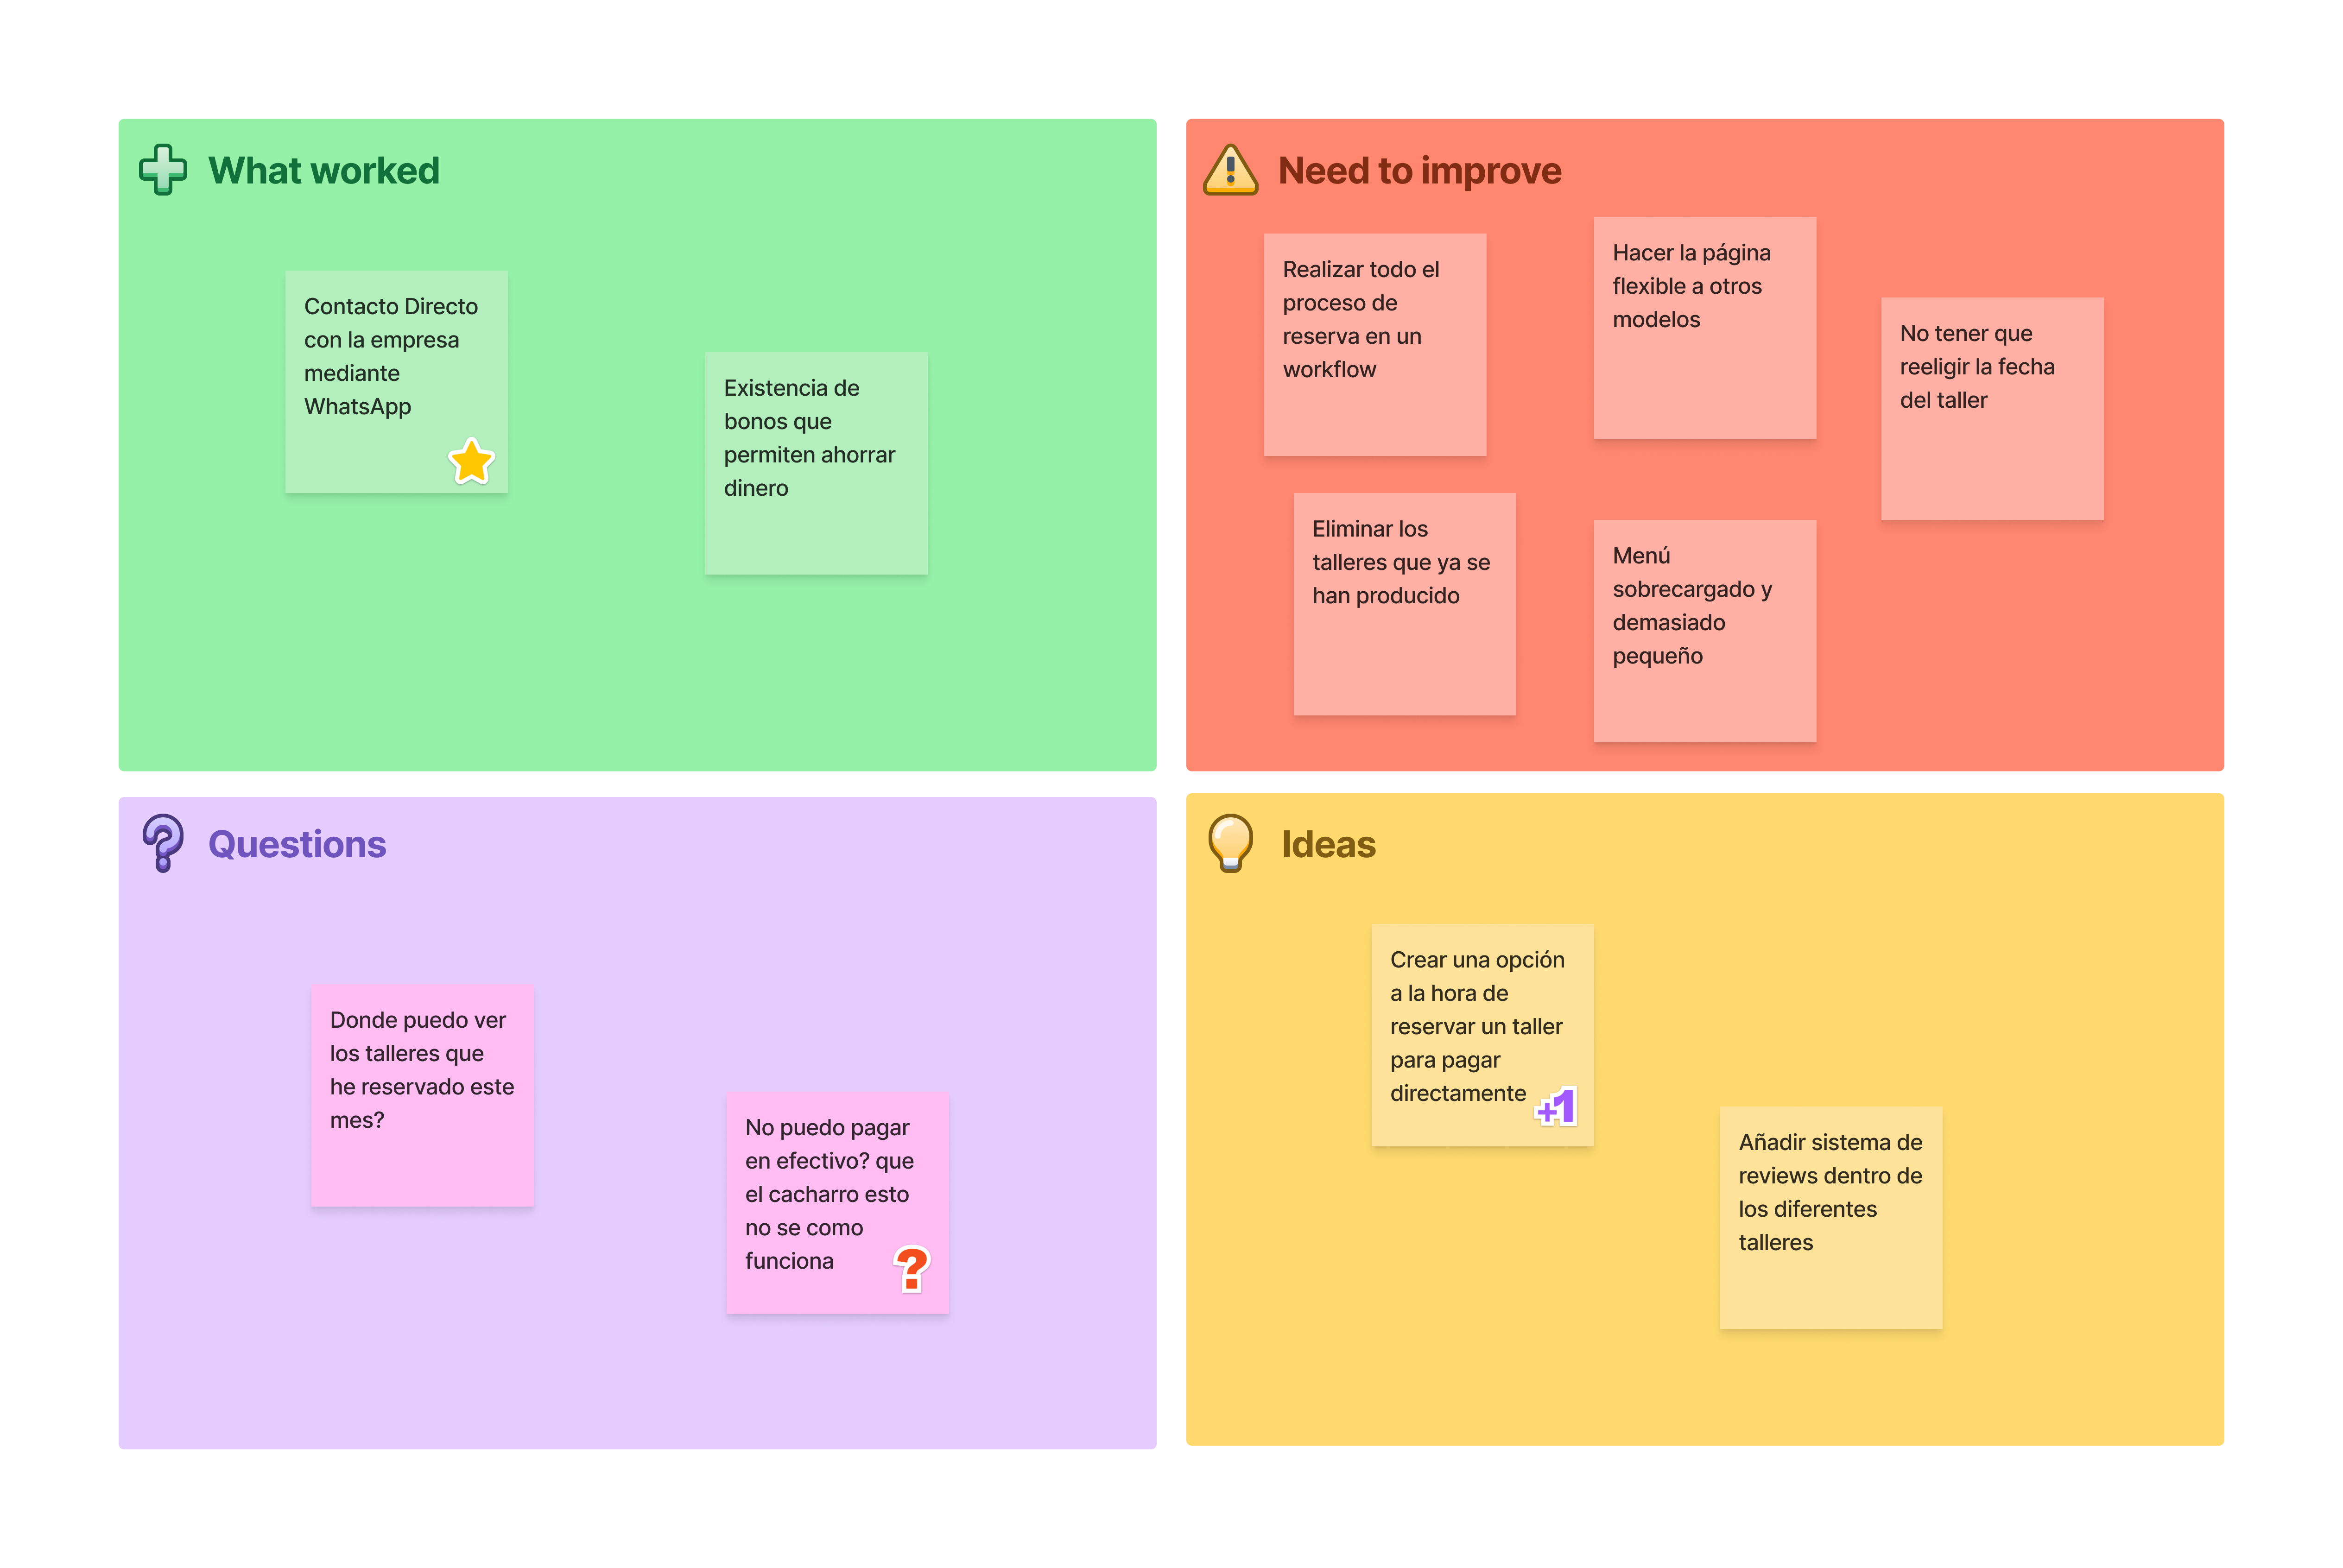 What worked
Contacto Directo
con la empresa
mediante
WhatsApp
Existencia de
bonos que
permiten ahorrar
dinero
Need to improve
Realizar todo el
proceso de
reserva en un
workflow
Hacer la página
flexible a otros
modelos
No tener que
reeligir la fecha
del taller
Eliminar los
talleres que ya se
han producido
Menú
sobrecargado y
demasiado
pequeño
Questions
Donde puedo ver
los talleres que
he reservado este
mes?
No puedo pagar
en efectivo? que
el cacharro esto
no se como
funciona
?
Ideas
Crear una opción
a la hora de
reservar un taller
para pagar
directamente
+1
Añadir sistema de
reviews dentro de
los diferentes
talleres